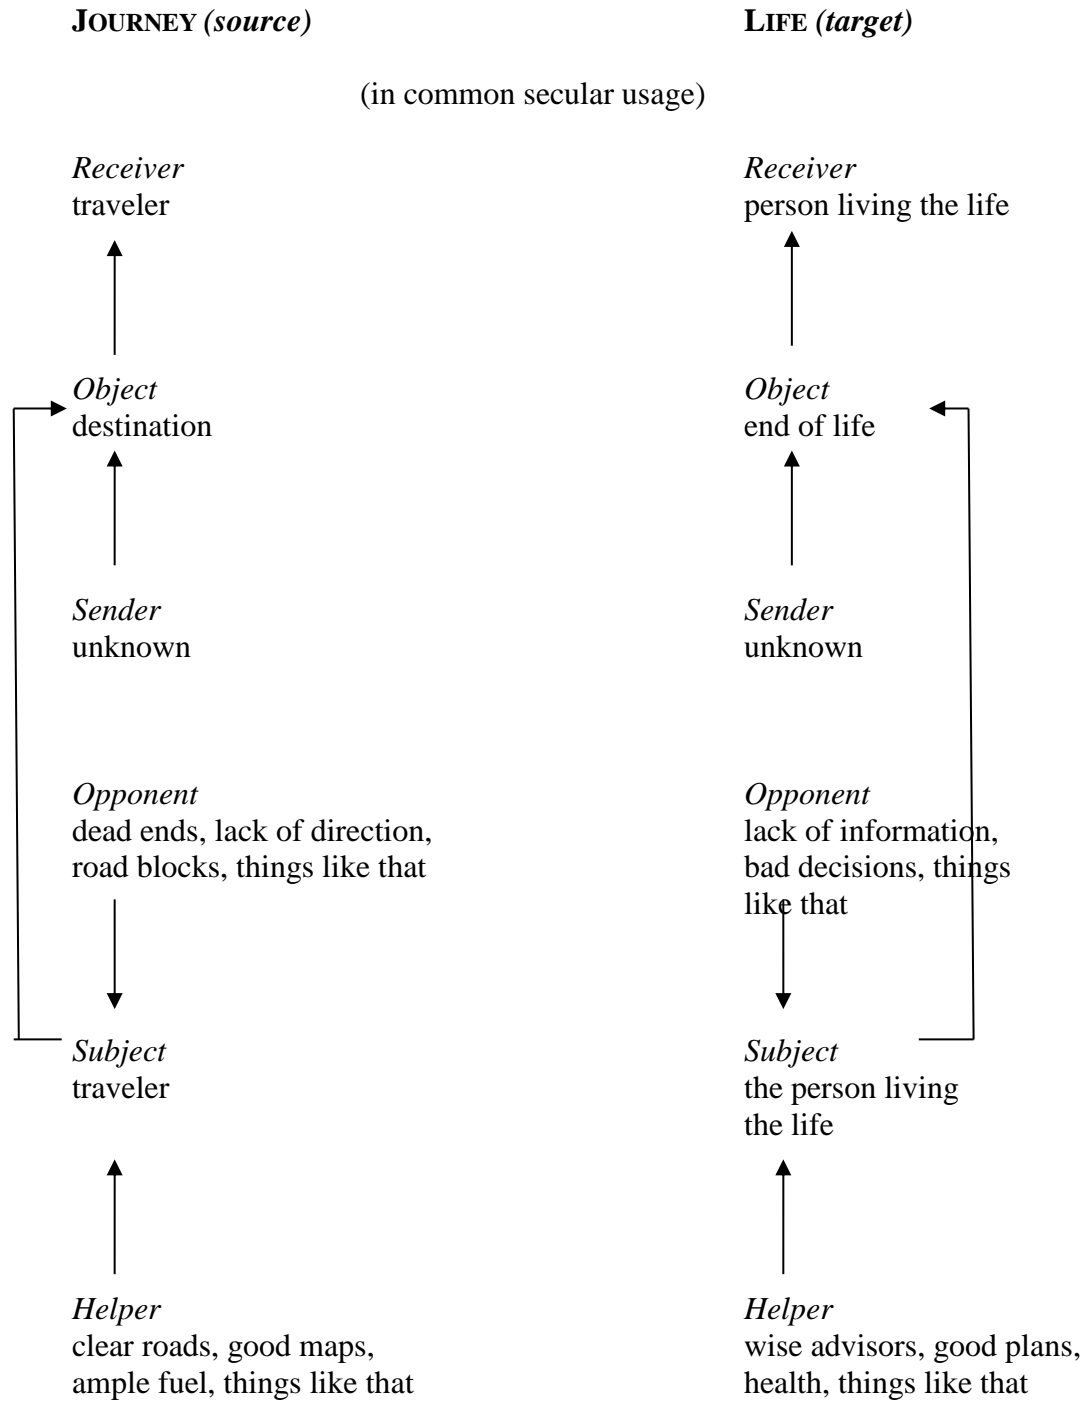 JOURNEY (source)
LIFE (target)
(in common secular usage)
Receiver
traveler
Receiver
person living the life
Object
destination
Object
end of life
Sender
unknown
Sender
unknown
Opponent
dead ends, lack of direction,
road blocks, things like that
Opponent
lack of information,
bad decisions, things
like that
Subject
traveler
Subject
the person living
the life
Helper
clear roads, good maps,
ample fuel, things like that
Helper
wise advisors, good plans,
health, things like that